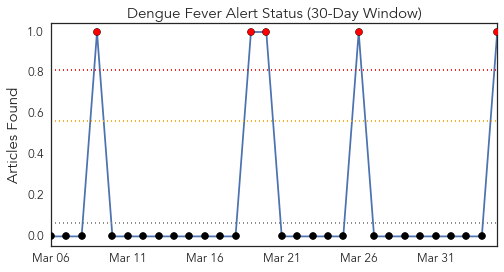 Dengue Fever Alert Status (30-Day Window)
Articles Found
1.0
0.8
0.6
0.4
0.2
0.0
Mar 06 Mar 11 Mar 16 Mar 21 Mar 26 Mar 31